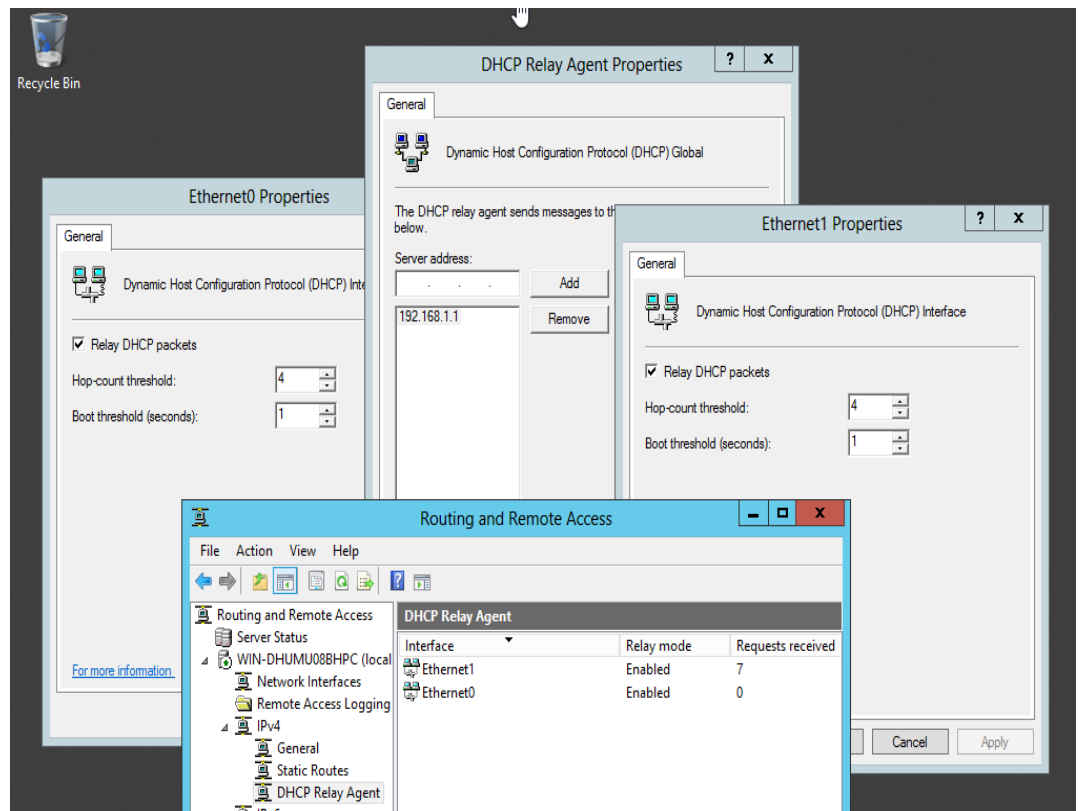 Recycle Bin
DHCP Relay Agent Properties
? x
General
Dynamic Host Configuration Protocol (DHCP) Global
The DHCP relay agent sends messages to th
below.
Server address:
. . .
Add
192.168.1.1
Remove
Ethernet0 Properties
General
Dynamic Host Configuration Protocol (DHCP) Inte
Relay DHCP packets
Hop-count threshold: 4
Boot threshold (seconds): 1
For more information
Ethernet1 Properties
? x
General
Dynamic Host Configuration Protocol (DHCP) Interface
Relay DHCP packets
Hop-count threshold: 4
Boot threshold (seconds): 1
Cancel Apply
Routing and Remote Access
x
File Action View Help
Routing and Remote Access
Server Status
WIN-DHUMU08BHPC (local
Network Interfaces
Remote Access Logging
IPv4
General
Static Routes
DHCP Relay Agent
DHCP Relay Agent
Interface Relay mode Requests received
Ethernet1 Enabled 7
Ethernet0 Enabled 0